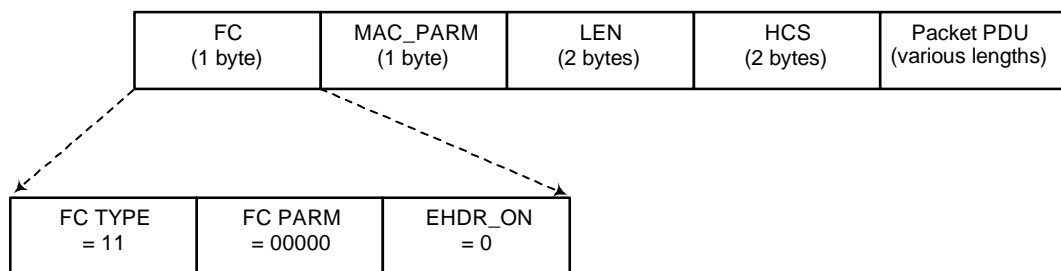 FC
(1 byte)
MAC_PARM
(1 byte)
LEN
(2 bytes)
HCS
(2 bytes)
Packet PDU
(various lengths)
FC TYPE
= 11
FC PARM
= 00000
EHDR_ON
= 0